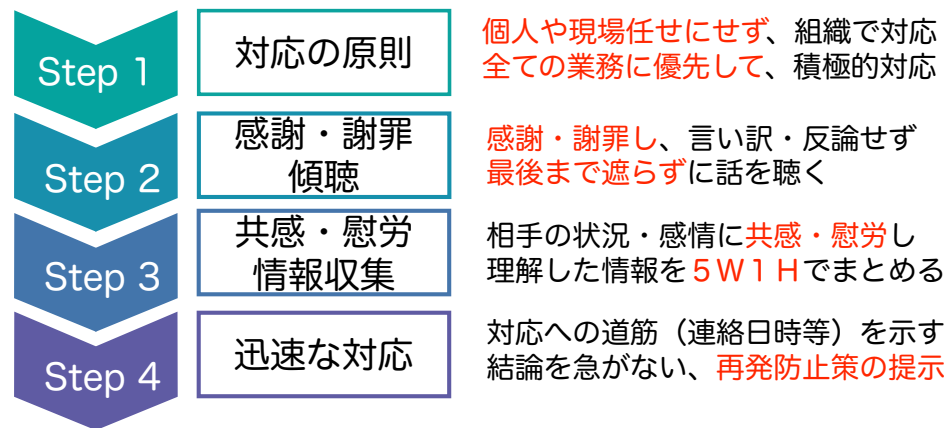 Step 1
対応の原則
個人や現場任せにせず、組織で対応
全ての業務に優先して、積極的対応
Step 2
感謝・謝罪
傾聴
感謝・謝罪し、言い訳・反論せず
最後まで遮らずに話を聴く
Step 3
共感・慰労
情報収集
相手の状況・感情に共感・慰労し
理解した情報を５Ｗ１Ｈでまとめる
Step 4
迅速な対応
対応への道筋（連絡日時等）を示す
結論を急がない、再発防止策の提示